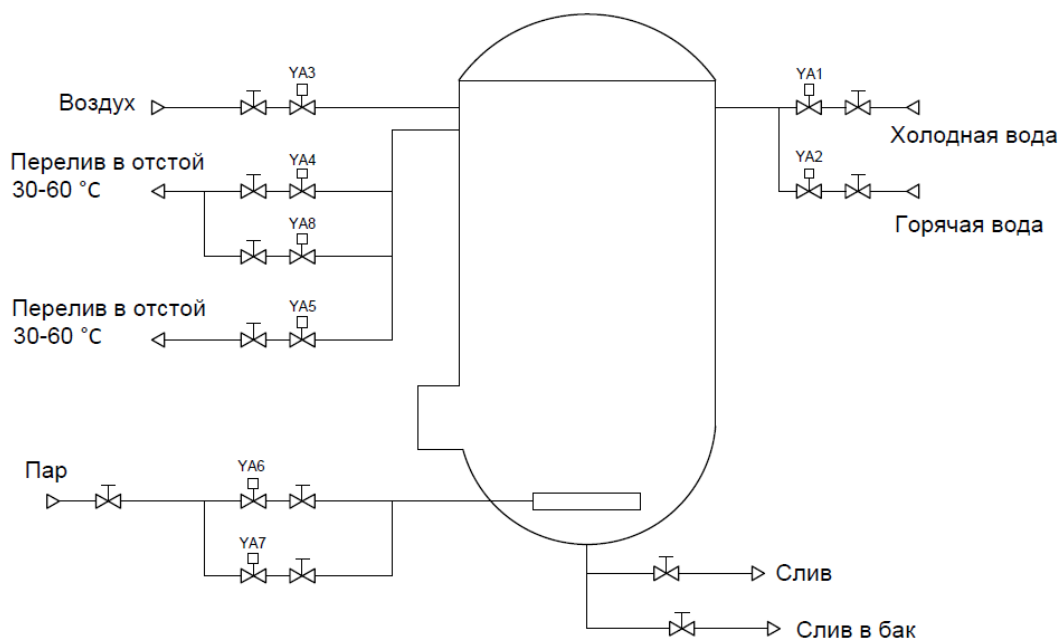 YA3
Воздух
YA1
Холодная вода
Перелив в отстой
30-60 °C
YA4
YA2
Горячая вода
YA8
Перелив в отстой
30-60 °C
YA5
Пар
YA6
YA7
Слив
Слив в бак